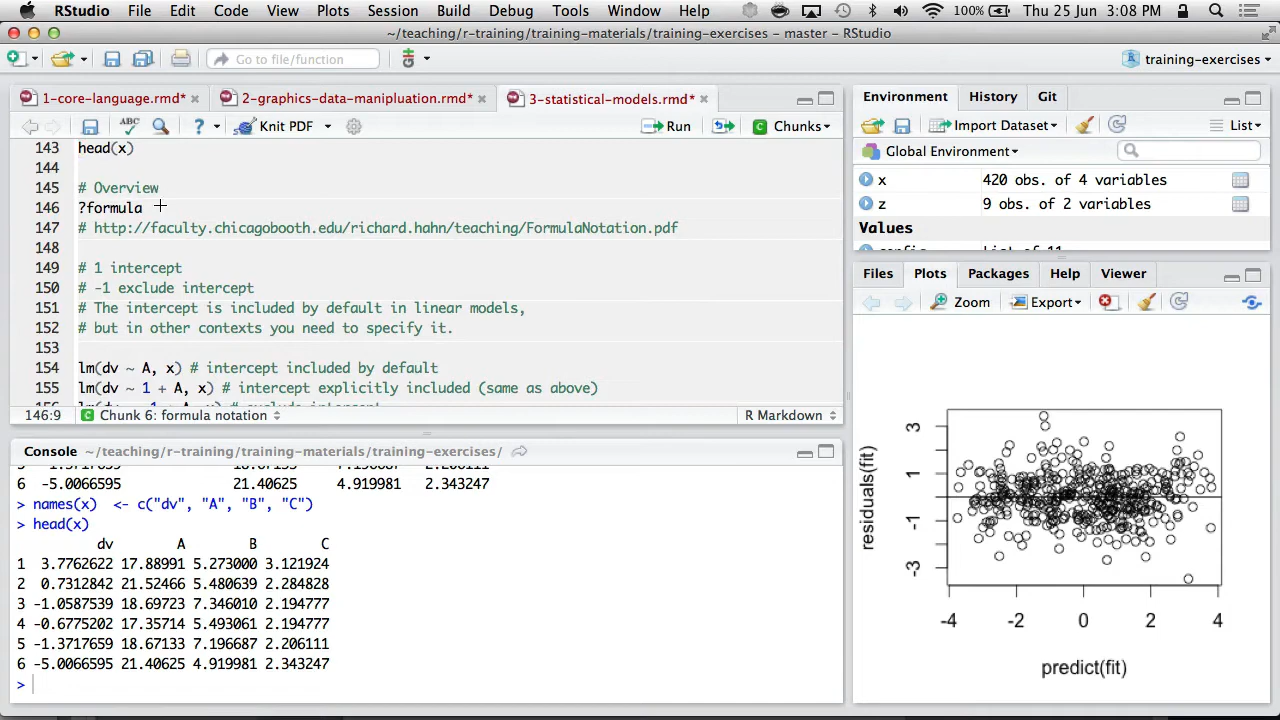 RStudio File Edit Code View Plots Session Build Debug Tools Window Help 100% Thu 25 Jun 3:08 PM
~/teaching/r-training/training-materials/training-exercises - master - RStudio
Go to file/function training-exercises
1-core-language.rmd* 2-graphics-data-manipluation.rmd* 3-statistical-models.rmd*
ABC ? Knit PDF Run Chunks
143 head(x)
144
145 # Overview
146 ?formula
147 # http://faculty.chicagobooth.edu/richard.hahn/teaching/FormulaNotation.pdf
148
149 # 1 intercept
150 # -1 exclude intercept
151 # The intercept is included by default in linear models,
152 # but in other contexts you need to specify it.
153
154 lm(dv ~ A, x) # intercept included by default
155 lm(dv ~ 1 + A, x) # intercept explicitly included (same as above)
146:9 Chunk 6: formula notation R Markdown
Console ~/teaching/r-training/training-materials/training-exercises/
6 -5.0066595 21.40625 4.919981 2.343247
> names(x) <- c("dv", "A", "B", "C")
> head(x)
dv A B C
1 3.7762622 17.88991 5.273000 3.121924
2 0.7312842 21.52466 5.480639 2.284828
3 -1.0587539 18.69723 7.346010 2.194777
4 -0.6775202 17.35714 5.493061 2.194777
5 -1.3717659 18.67133 7.196687 2.206111
6 -5.0066595 21.40625 4.919981 2.343247
>
Environment History Git
Import Dataset List
Global Environment
x 420 obs. of 4 variables
z 9 obs. of 2 variables
Values
Files Plots Packages Help Viewer
Zoom Export
residuals(fit)
3
1
-1
-3
-4 -2 0 2 4
predict(fit)